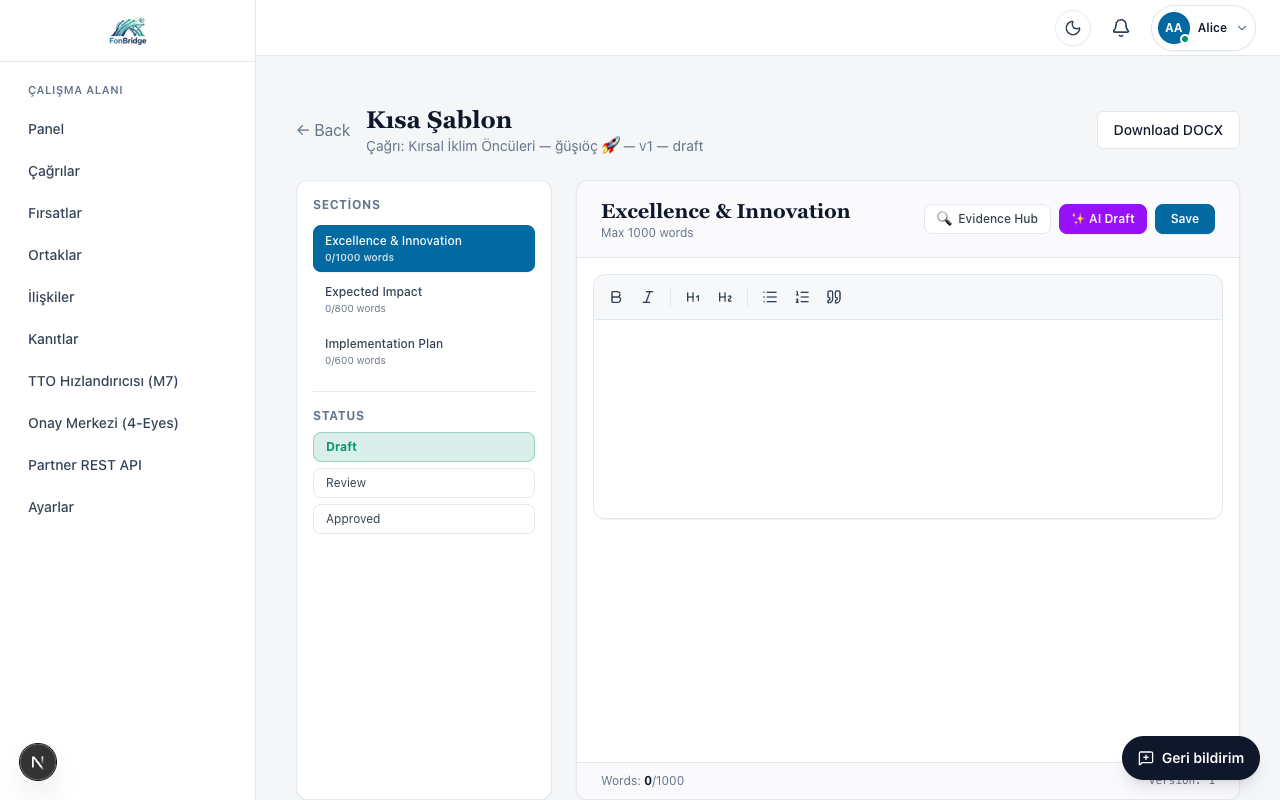 FonBridge
ÇALIŞMA ALANI
Panel
Çağrılar
Fırsatlar
Ortaklar
İlişkiler
Kanıtlar
TTO Hızlandırıcısı (M7)
Onay Merkezi (4-Eyes)
Partner REST API
Ayarlar
N
AA Alice
← Back
Kısa Şablon
Çağrı: Kırsal İklim Öncüleri — ğüşıöç 🚀 — v1 — draft
Download DOCX
SECTİONS
Excellence & Innovation
0/1000 words
Expected Impact
0/800 words
Implementation Plan
0/600 words
STATUS
Draft
Review
Approved
Excellence & Innovation
Max 1000 words
🔍 Evidence Hub
✨ AI Draft
Save
B I H1 H2
Words: 0/1000
Version: 1
Geri bildirim